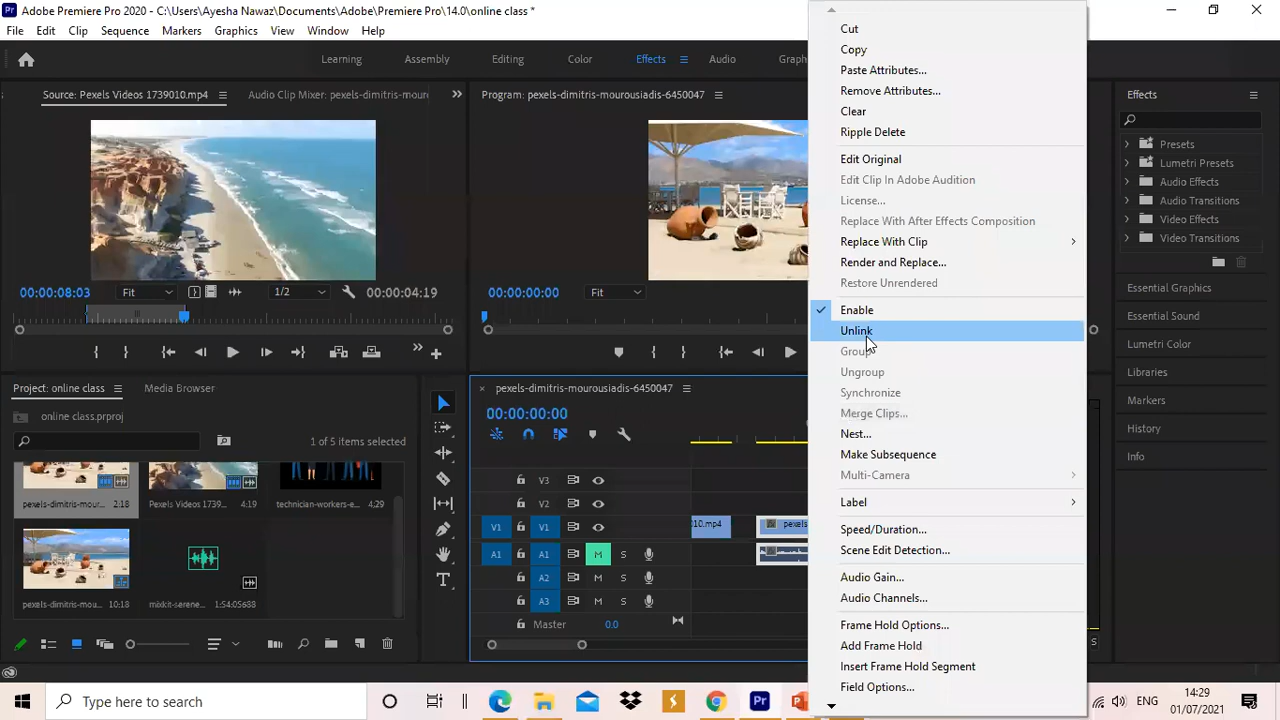 Adobe Premiere Pro 2020 - C:\Users\Ayesha Nawaz\Documents\Adobe\Premiere Pro\14.0\online class *
File Edit Clip Sequence Markers Graphics View Window Help
Learning Assembly Editing Color Effects Audio Graph
Source: Pexels Videos 1739010.mp4 Audio Clip Mixer: pexels-dimitris-mour
Program: pexels-dimitris-mourousiadis-6450047
00:00:08:03 Fit 1/2 00:00:04:19
00:00:00:00 Fit
Project: online class Media Browser
online class.prproj
1 of 5 items selected
pexels-dimitris-mour... 2:18 Pexels Videos 1739... 4:19 technician-workers-e... 4;29
pexels-dimitris-mou... 10:18 mixkit-serene... 1:54:05688
pexels-dimitris-mourousiadis-6450047
00:00:00:00
V3
V2
V1 V1 010.mp4 pexels
A1 A1 M S
A2 M S
A3 M S
Master 0.0
Cut
Copy
Paste Attributes...
Remove Attributes...
Clear
Ripple Delete
Edit Original
Edit Clip In Adobe Audition
License...
Replace With After Effects Composition
Replace With Clip
Render and Replace...
Restore Unrendered
Enable
Unlink
Group
Ungroup
Synchronize
Merge Clips...
Nest...
Make Subsequence
Multi-Camera
Label
Speed/Duration...
Scene Edit Detection...
Audio Gain...
Audio Channels...
Frame Hold Options...
Add Frame Hold
Insert Frame Hold Segment
Field Options...
Effects
Presets
Lumetri Presets
Audio Effects
Audio Transitions
Video Effects
Video Transitions
Essential Graphics
Essential Sound
Lumetri Color
Libraries
Markers
History
Info
S
Type here to search
ENG
14:29
01/07/2021